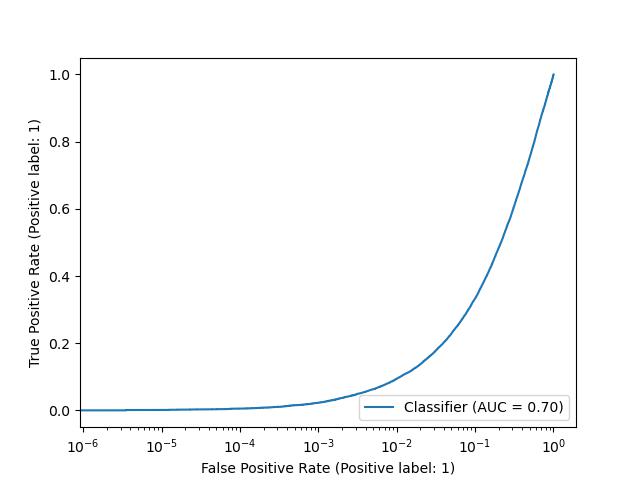 1.0
0.8
0.6
0.4
0.2
0.0
True Positive Rate (Positive label: 1)
Classifier (AUC = 0.70)
10⁻⁶ 10⁻⁵ 10⁻⁴ 10⁻³ 10⁻² 10⁻¹ 10⁰
False Positive Rate (Positive label: 1)